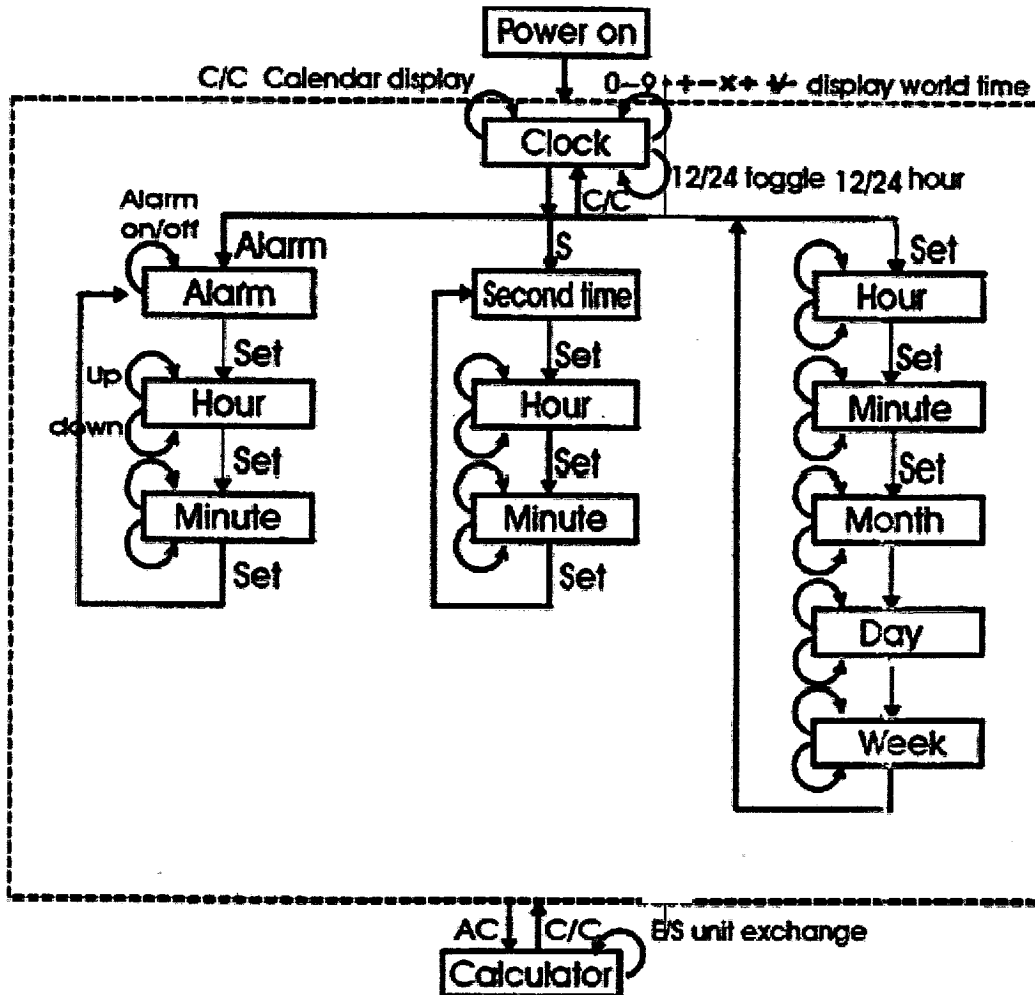 Power on
C/C Calendar display
0–9 + − × ÷ +/- display world time
Clock
12/24 toggle 12/24 hour
C/C
Alarm
on/off
Alarm
S
Set
Alarm
Second time
Hour
Set
Set
Set
Up
Hour
Hour
Minute
down
Set
Set
Set
Minute
Minute
Month
Set
Set
Day
Week
AC
C/C
E/S unit exchange
Calculator